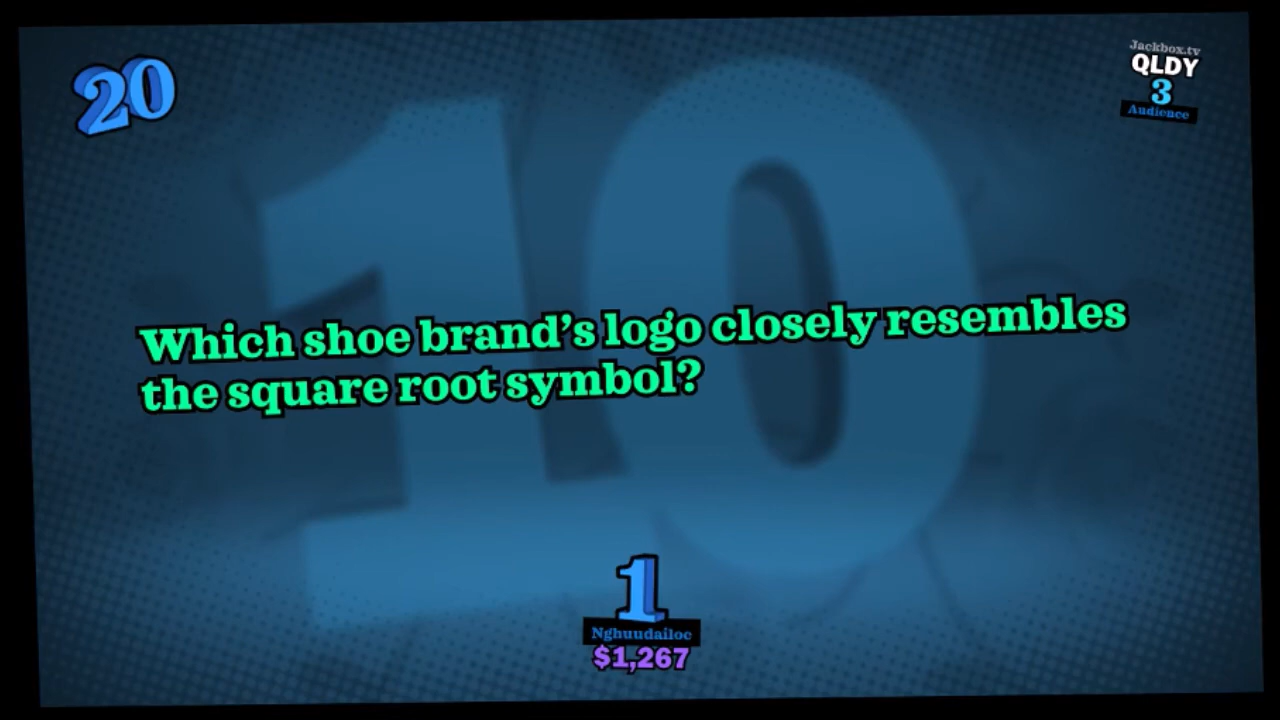 20
Jackbox.tv
QLDY
3
Audience
10
Which shoe brand's logo closely resembles
the square root symbol?
1
Nghuudailoc
$1,267